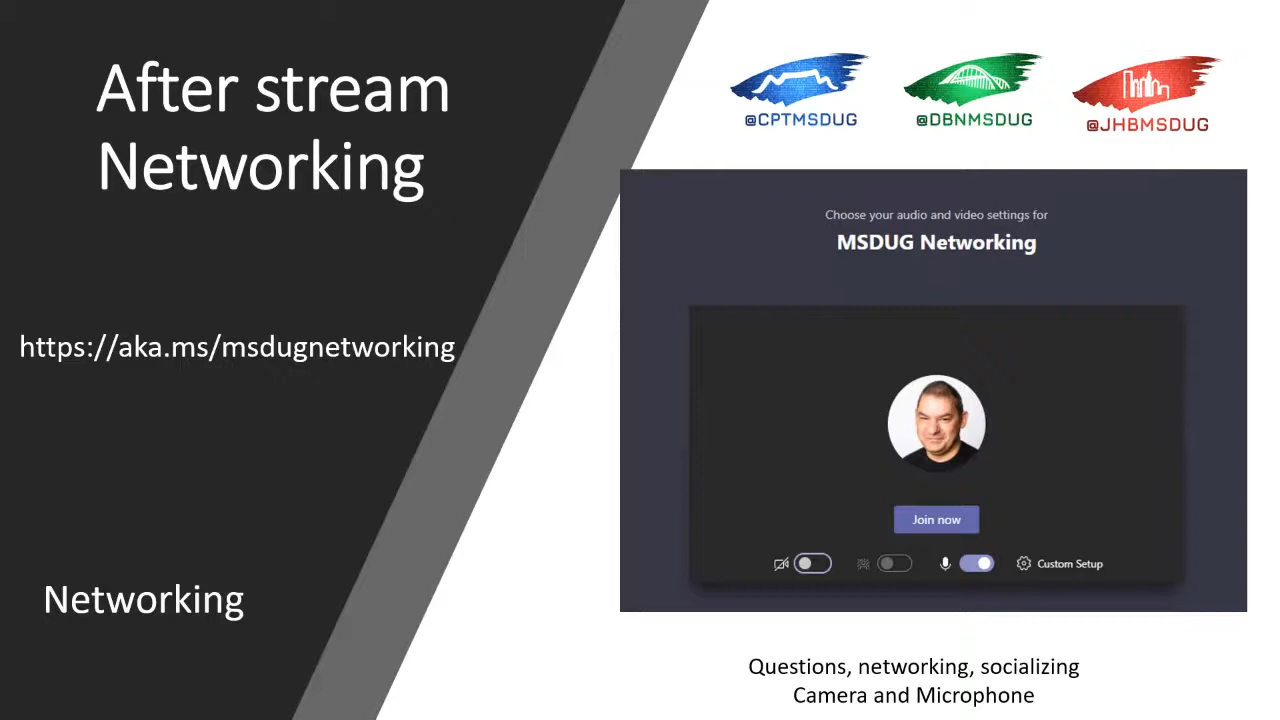 After stream
Networking
@CPTMSDUG
@DBNMSDUG
@JHBMSDUG
Choose your audio and video settings for
MSDUG Networking
https://aka.ms/msdugnetworking
Join now
Custom Setup
Networking
Questions, networking, socializing
Camera and Microphone